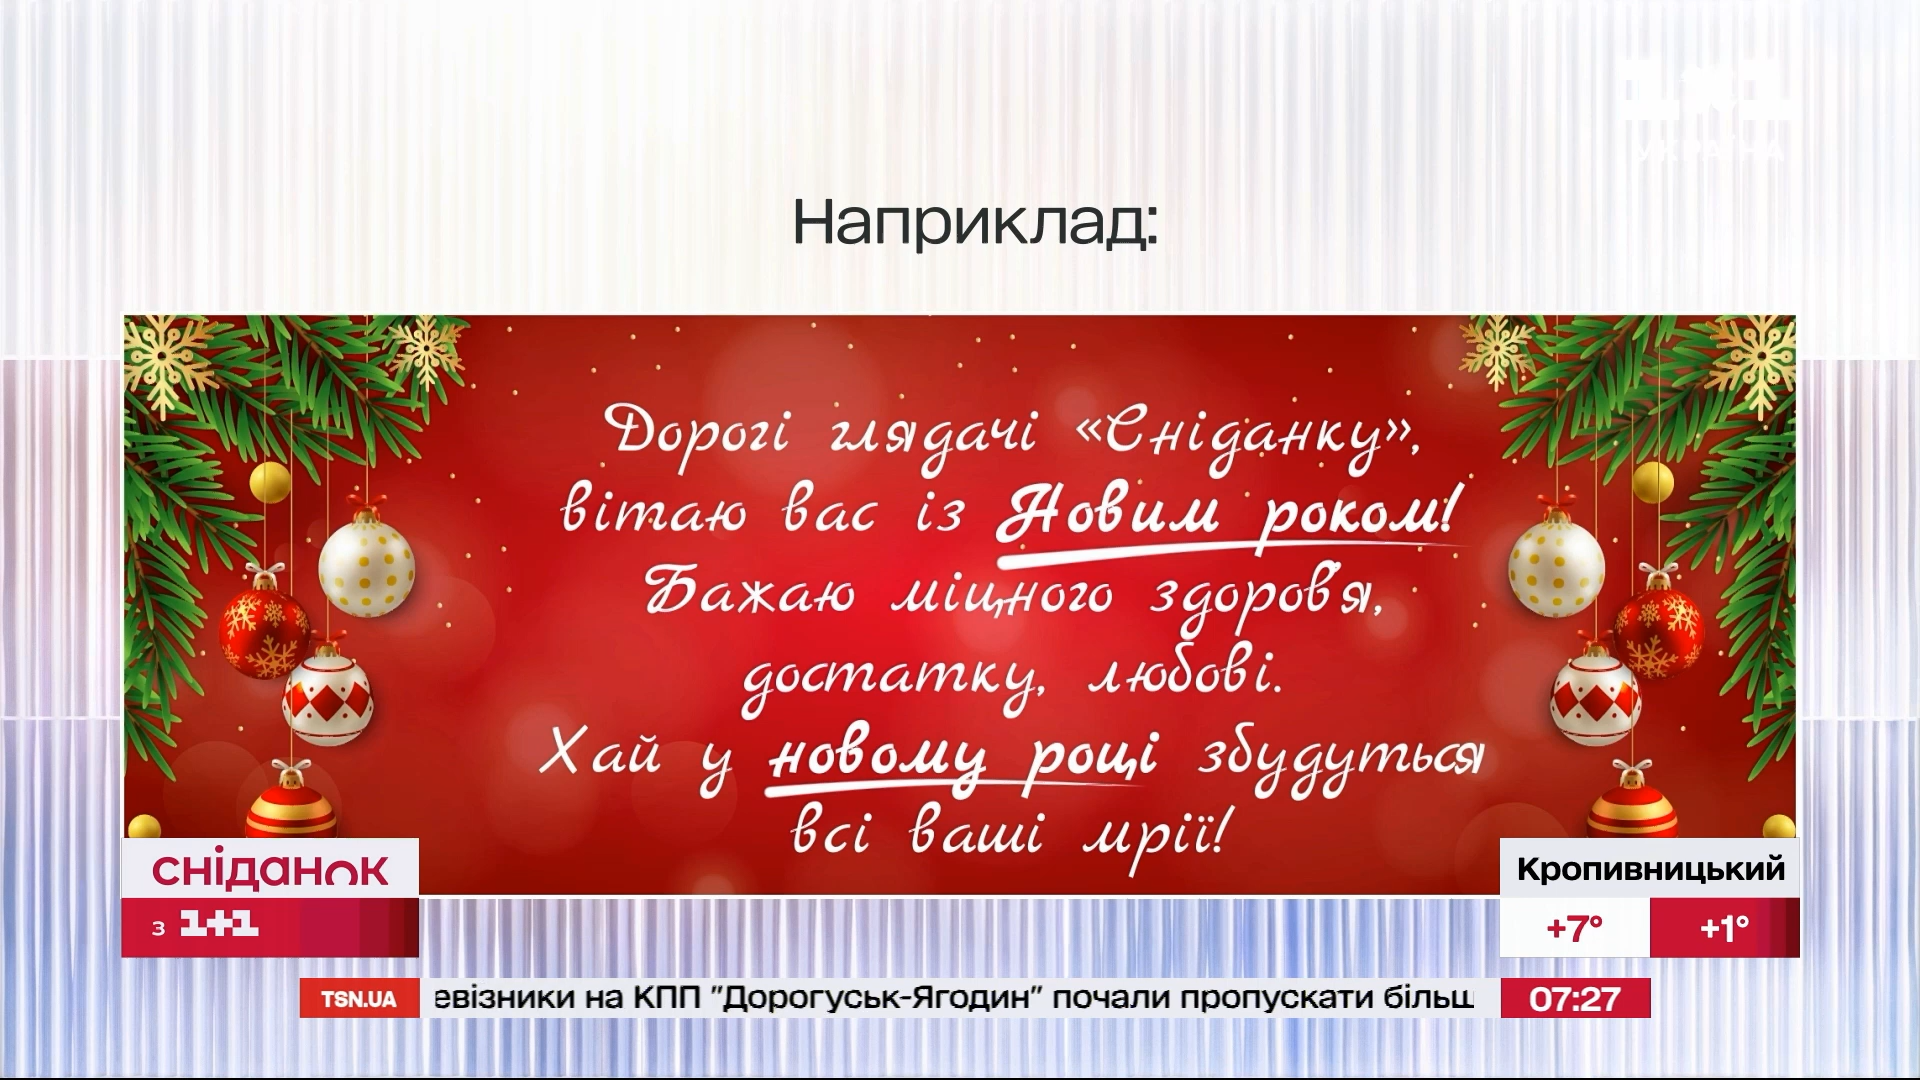 УКРАЇНА
Наприклад:
Дорогі глядачі «Сніданку»,
вітаю вас із Новим роком!
Бажаю міцного здоров'я,
достатку, любові.
Хай у новому році збудуться
всі ваші мрії!
СНІДАНОК
з 1+1
Кропивницький
+7° +1°
TSN.UA евізники на КПП "Дорогуськ-Ягодин" почали пропускати більш 07:27